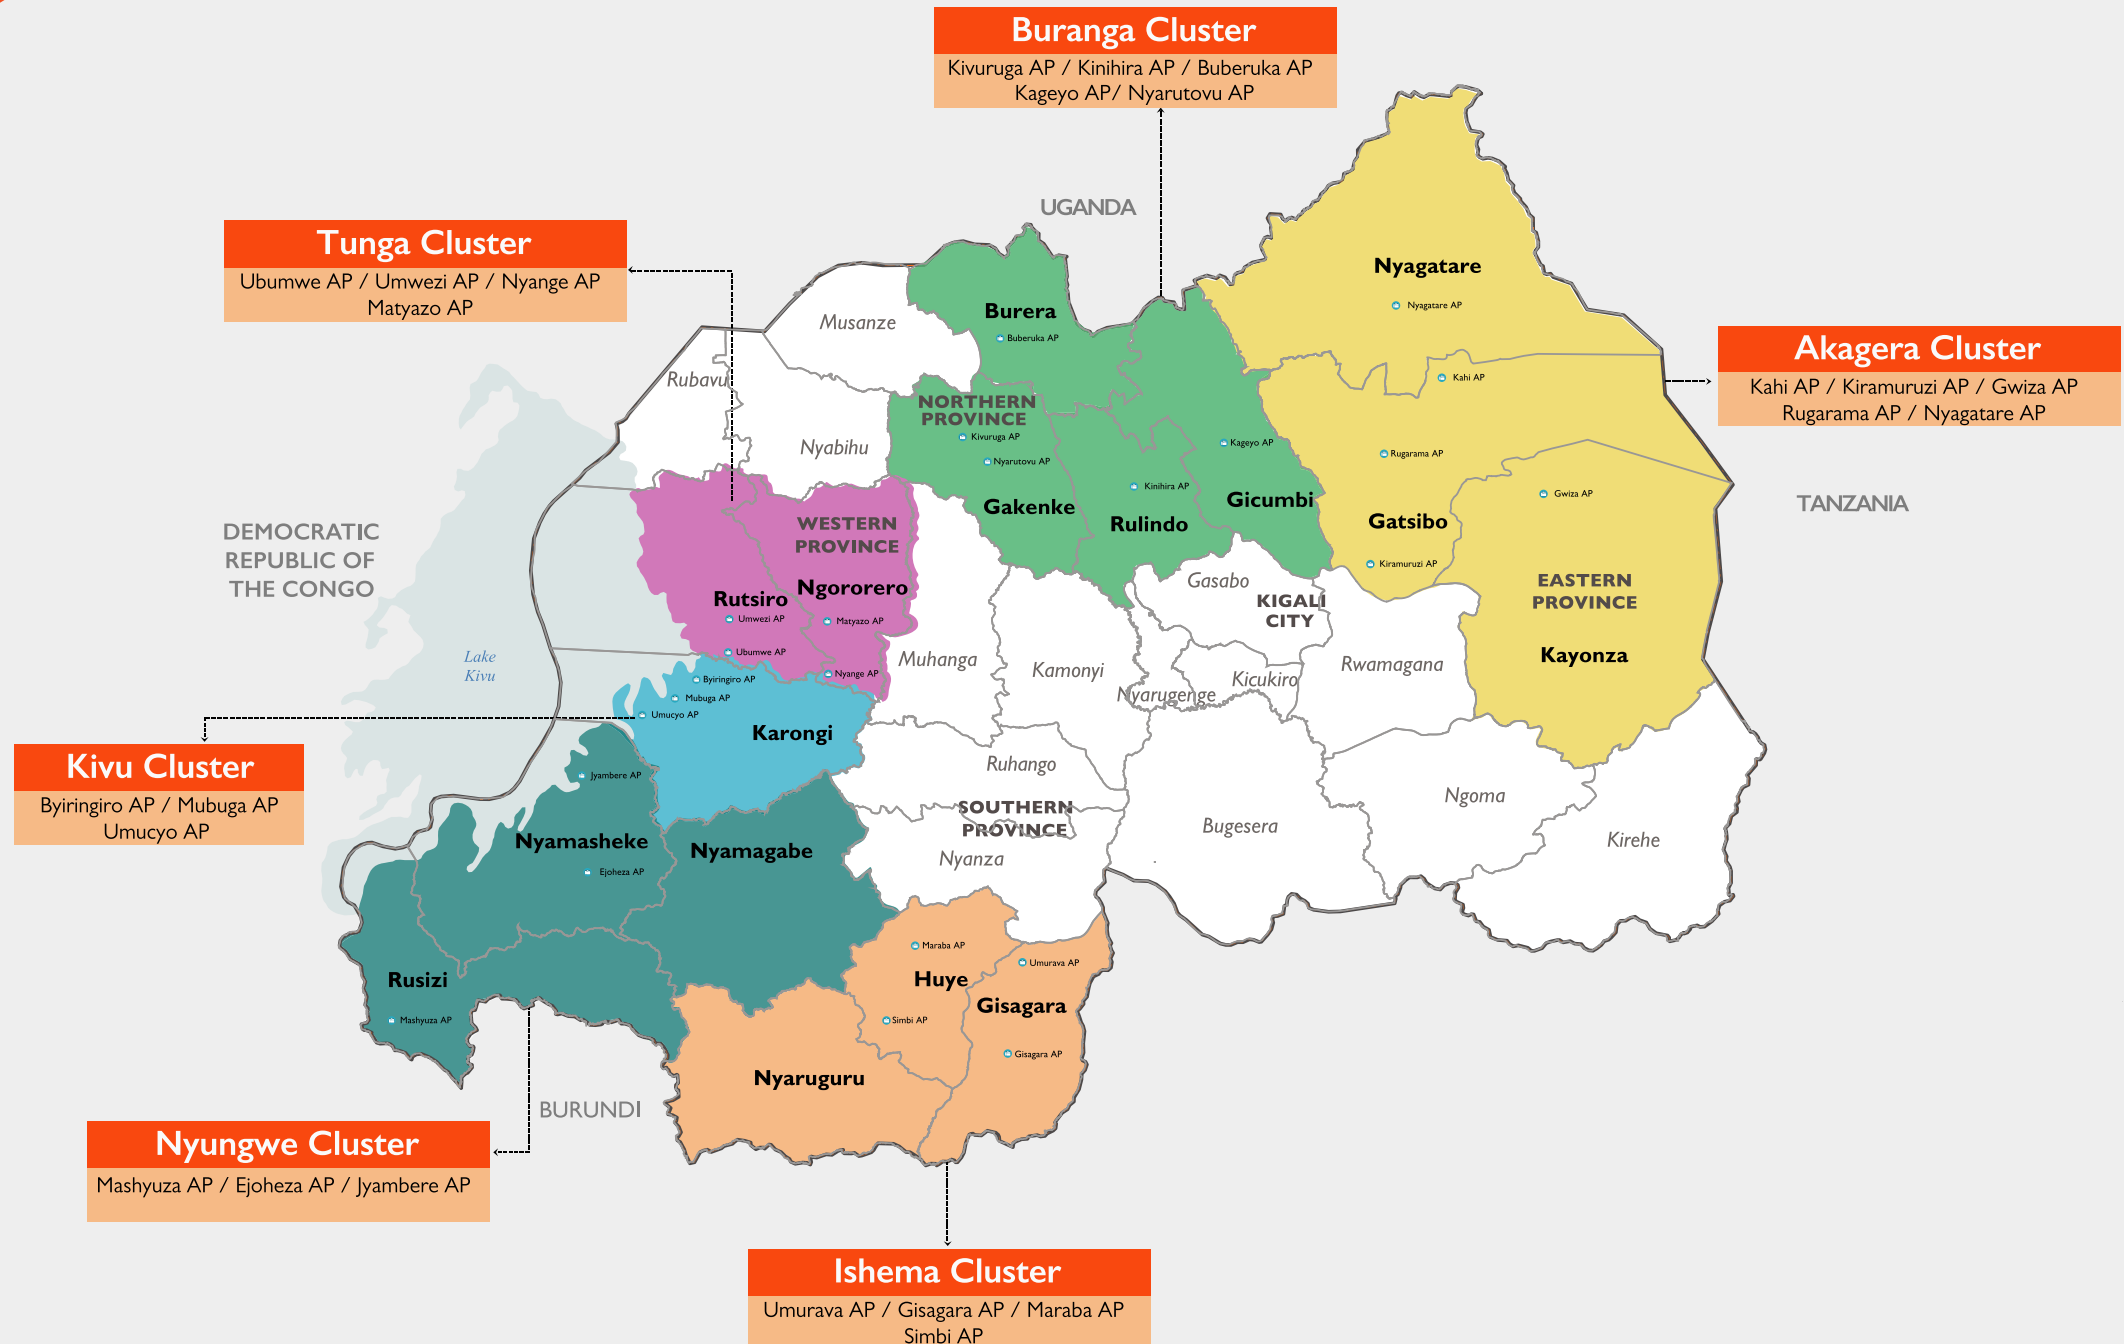 Buranga Cluster
Kivuruga AP / Kinihira AP / Buberuka AP
Kageyo AP/ Nyarutovu AP
UGANDA
Tunga Cluster
Ubumwe AP / Umwezi AP / Nyange AP
Matyazo AP
Nyagatare
Nyagatare AP
Burera
Buberuka AP
Musanze
Rubavu
Akagera Cluster
Kahi AP / Kiramuruzi AP / Gwiza AP
Rugarama AP / Nyagatare AP
Kahi AP
NORTHERN
PROVINCE
Kivuruga AP
Nyarutovu AP
Nyabihu
Kageyo AP
Rugarama AP
Kinihira AP
Gwiza AP
Gakenke
Rulindo
Gicumbi
Gatsibo
TANZANIA
DEMOCRATIC
REPUBLIC OF
THE CONGO
WESTERN
PROVINCE
Ngororero
Rutsiro
Umwezi AP
Matyazo AP
Ubumwe AP
Nyange AP
Kiramuruzi AP
Gasabo
KIGALI
CITY
EASTERN
PROVINCE
Kayonza
Lake
Kivu
Muhanga
Kamonyi
Nyarugenge
Kicukiro
Rwamagana
Byiringiro AP
Mubuga AP
Umucyo AP
Karongi
Kivu Cluster
Byiringiro AP / Mubuga AP
Umucyo AP
Jyambere AP
Ruhango
SOUTHERN
PROVINCE
Nyanza
Bugesera
Ngoma
Kirehe
Nyamasheke
Ejoheza AP
Nyamagabe
Maraba AP
Huye
Umurava AP
Gisagara
Simbi AP
Gisagara AP
Rusizi
Mashyuza AP
Nyaruguru
BURUNDI
Nyungwe Cluster
Mashyuza AP / Ejoheza AP / Jyambere AP
Ishema Cluster
Umurava AP / Gisagara AP / Maraba AP
Simbi AP